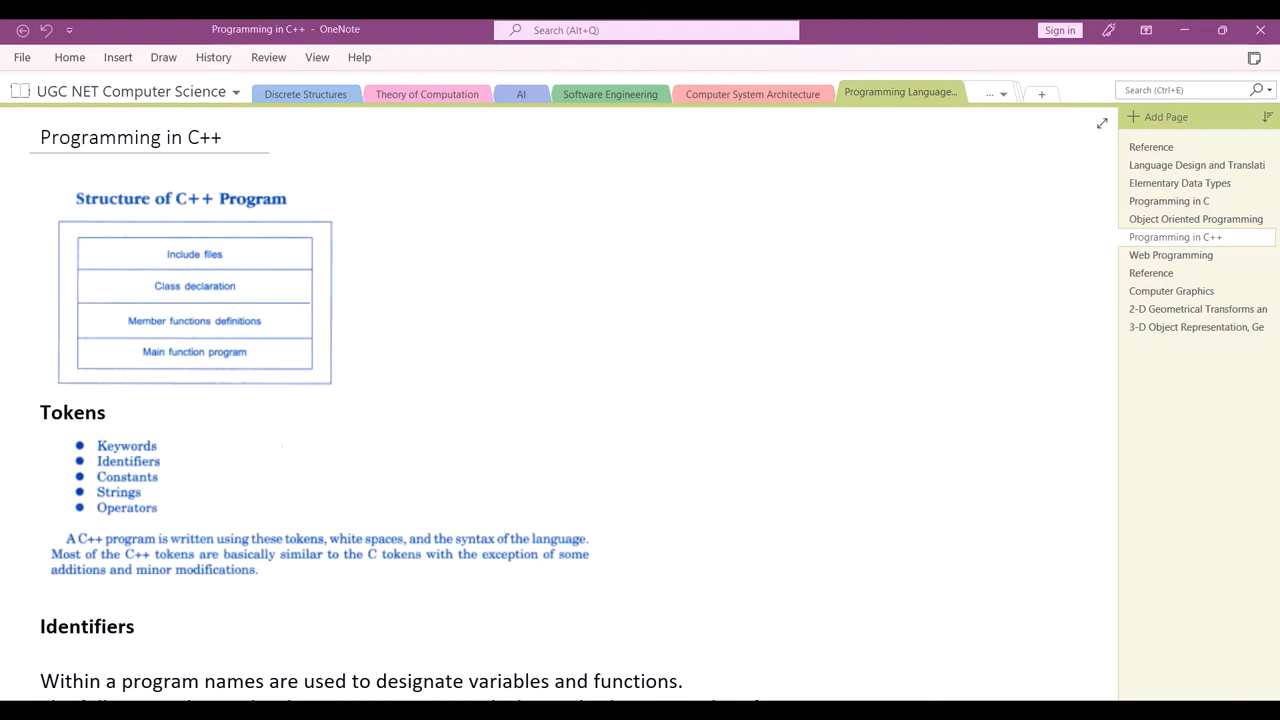 Programming in C++ - OneNote
Search (Alt+Q)
Sign in
File Home Insert Draw History Review View Help
UGC NET Computer Science
Discrete Structures
Theory of Computation
AI
Software Engineering
Computer System Architecture
Programming Language...
...
Search (Ctrl+E)
Programming in C++
Structure of C++ Program
Include files
Class declaration
Member functions definitions
Main function program
Tokens
Keywords
Identifiers
Constants
Strings
Operators
A C++ program is written using these tokens, white spaces, and the syntax of the language.
Most of the C++ tokens are basically similar to the C tokens with the exception of some
additions and minor modifications.
Identifiers
Within a program names are used to designate variables and functions.
Add Page
Reference
Language Design and Translati
Elementary Data Types
Programming in C
Object Oriented Programming
Programming in C++
Web Programming
Reference
Computer Graphics
2-D Geometrical Transforms an
3-D Object Representation, Ge